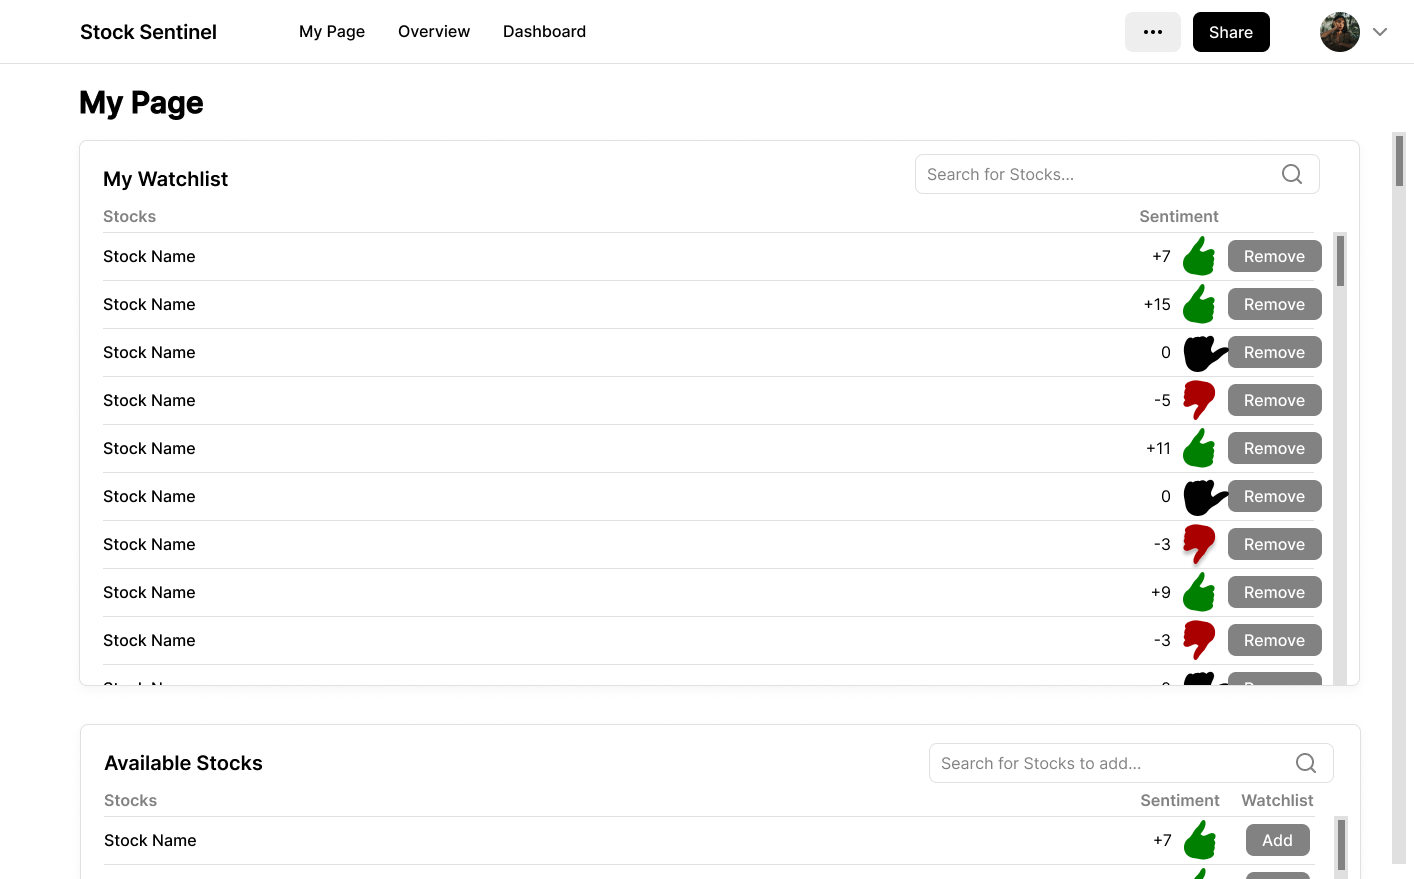 Stock Sentinel My Page Overview Dashboard ••• Share
My Page
My Watchlist Search for Stocks...
Stocks Sentiment
Stock Name +7 Remove
Stock Name +15 Remove
Stock Name 0 Remove
Stock Name -5 Remove
Stock Name +11 Remove
Stock Name 0 Remove
Stock Name -3 Remove
Stock Name +9 Remove
Stock Name -3 Remove
Available Stocks Search for Stocks to add...
Stocks Sentiment Watchlist
Stock Name +7 Add